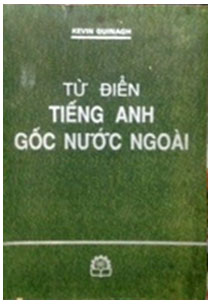 KEVIN GUINAGH
TỪ ĐIỂN
TIẾNG ANH
GỐC NƯỚC NGOÀI